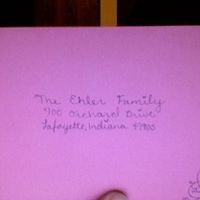 The Ehler Family
700 Orchard Drive
Lafayette, Indiana 47905